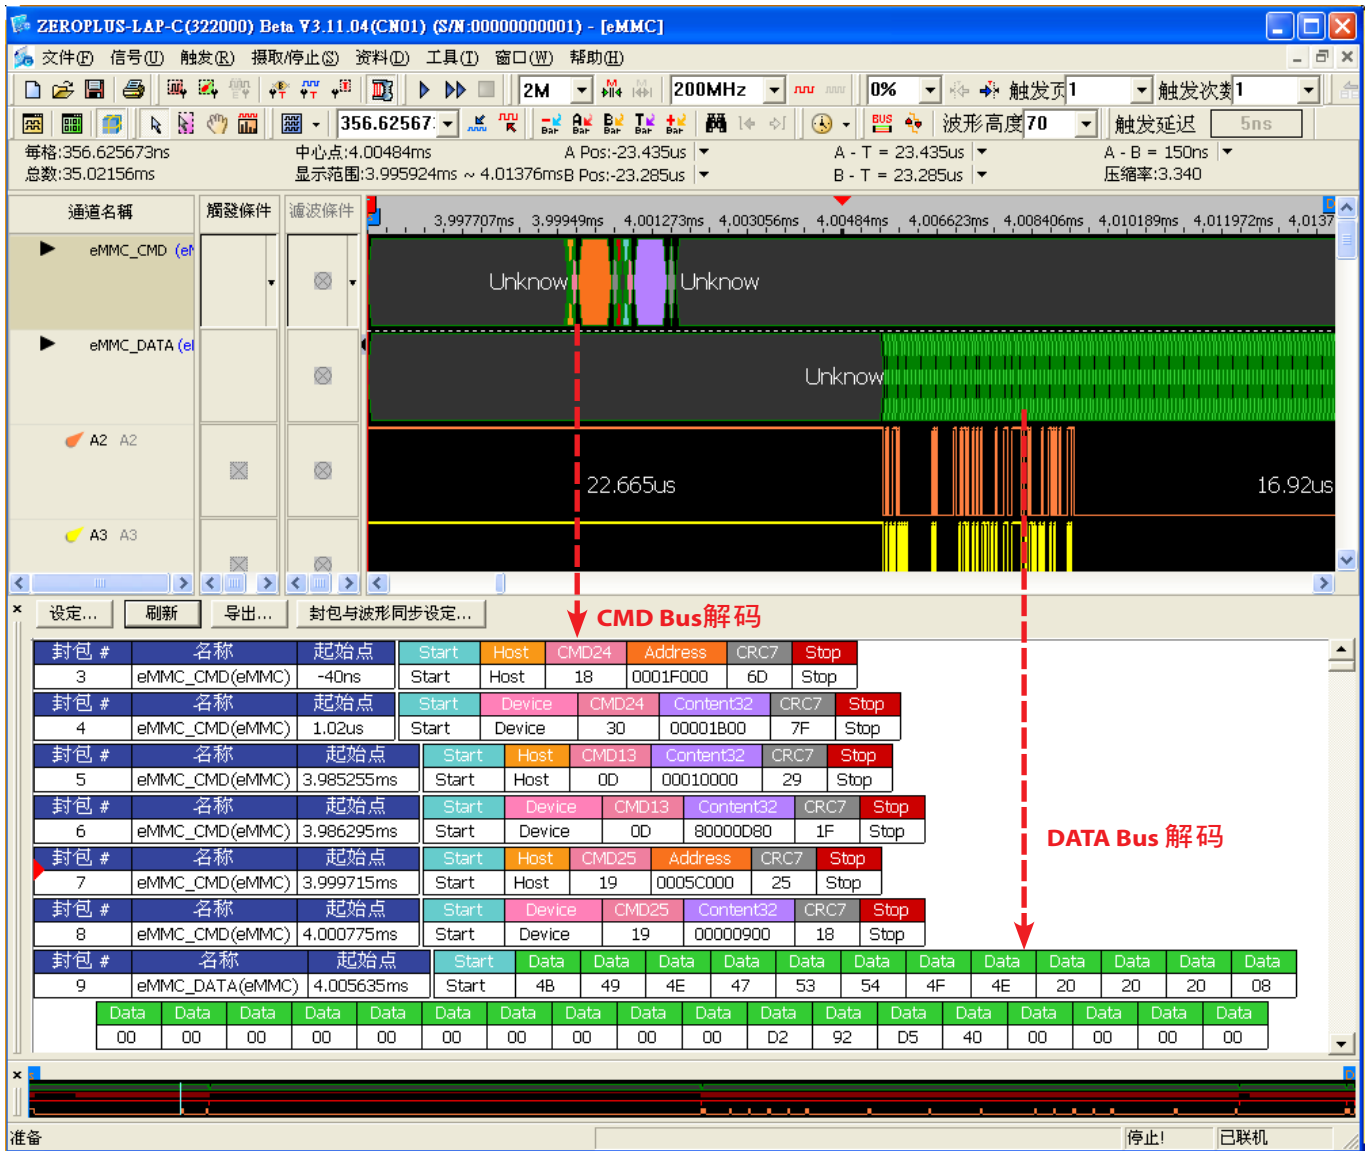 ZEROPLUS-LAP-C(322000) Beta V3.11.04(CN01) (S/N:00000000001) - [eMMC]
文件(F) 信号(U) 触发(R) 摄取/停止(S) 资料(D) 工具(T) 窗口(W) 帮助(H)
2M 200MHz 0% 触发页 1 触发次数 1
356.62567 Bar Bar Bar Bar Bar BUS 波形高度 70 触发延迟 5ns
每格:356.625673ns 中心点:4.00484ms A Pos:-23.435us A - T = 23.435us A - B = 150ns
总数:35.02156ms 显示范围:3.995924ms ~ 4.01376ms B Pos:-23.285us B - T = 23.285us 压缩率:3.340
通道名稱 觸發條件 濾波條件 3.997707ms 3.99949ms 4.001273ms 4.003056ms 4.00484ms 4.006623ms 4.008406ms 4.010189ms 4.011972ms 4.0137
eMMC_CMD (eM
Unknow Unknow
eMMC_DATA (el
Unknow
A2 A2
22.665us 16.92us
A3 A3
设定... 刷新 导出... 封包与波形同步设定...
CMD Bus解码
封包 # 名称 起始点 Start Host CMD24 Address CRC7 Stop
3 eMMC_CMD(eMMC) -40ns Start Host 18 0001F000 6D Stop
封包 # 名称 起始点 Start Device CMD24 Content32 CRC7 Stop
4 eMMC_CMD(eMMC) 1.02us Start Device 30 00001B00 7F Stop
封包 # 名称 起始点 Start Host CMD13 Content32 CRC7 Stop
5 eMMC_CMD(eMMC) 3.985255ms Start Host 0D 00010000 29 Stop
封包 # 名称 起始点 Start Device CMD13 Content32 CRC7 Stop
6 eMMC_CMD(eMMC) 3.986295ms Start Device 0D 80000D80 1F Stop
DATA Bus 解码
封包 # 名称 起始点 Start Host CMD25 Address CRC7 Stop
7 eMMC_CMD(eMMC) 3.999715ms Start Host 19 0005C000 25 Stop
封包 # 名称 起始点 Start Device CMD25 Content32 CRC7 Stop
8 eMMC_CMD(eMMC) 4.000775ms Start Device 19 00000900 18 Stop
封包 # 名称 起始点 Start Data Data Data Data Data Data Data Data Data Data Data Data
9 eMMC_DATA(eMMC) 4.005635ms Start 4B 49 4E 47 53 54 4F 4E 20 20 20 08
Data Data Data Data Data Data Data Data Data Data Data Data Data Data Data Data Data Data
00 00 00 00 00 00 00 00 00 00 D2 92 D5 40 00 00 00 00
准备 停止! 已联机